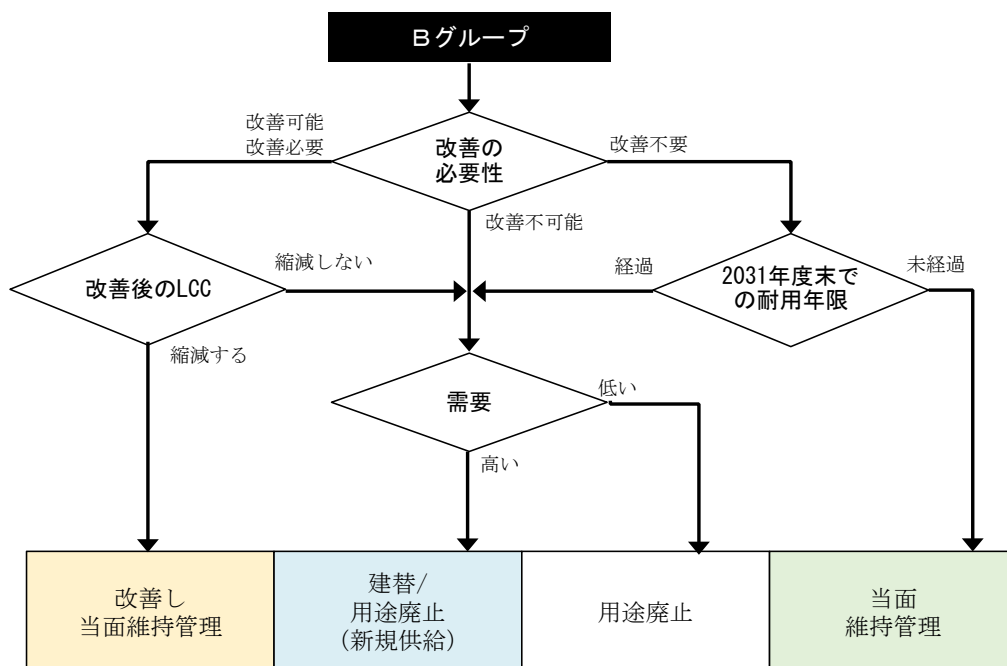 Ｂグループ
改善可能
改善必要
改善の
必要性
改善不要
改善不可能
改善後のLCC
縮減しない
経過
2031年度末で
の耐用年限
未経過
縮減する
需要
低い
高い
改善し
当面維持管理
建替/
用途廃止
(新規供給)
用途廃止
当面
維持管理